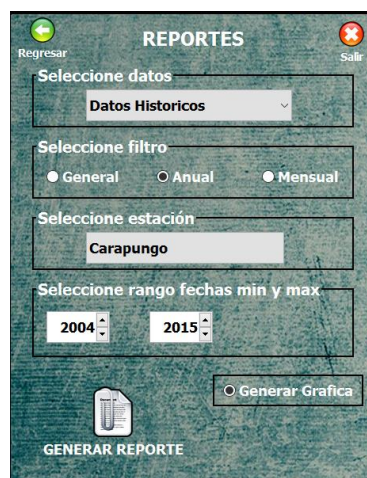 REPORTES
Regresar
Salir
Seleccione datos
Datos Historicos
Seleccione filtro
General Anual Mensual
Seleccione estación
Carapungo
Seleccione rango fechas min y max
2004 2015
Generar Grafica
GENERAR REPORTE